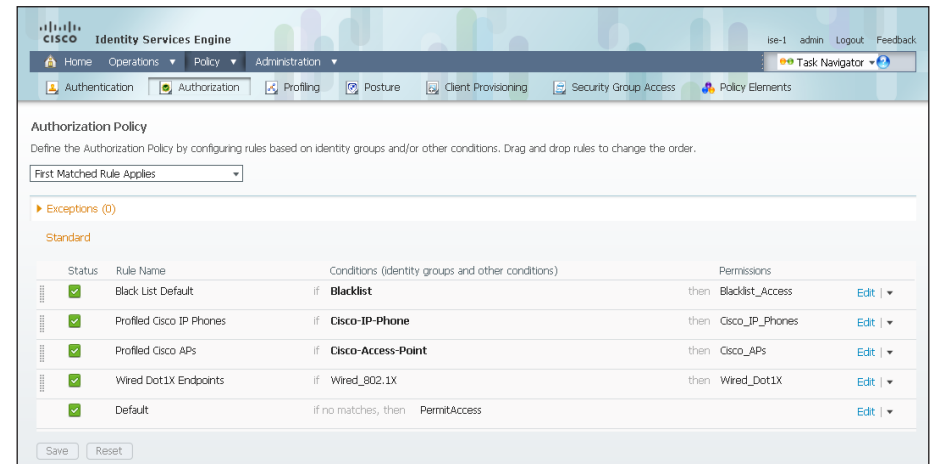 CISCO Identity Services Engine
ise-1 admin Logout Feedback
Home Operations ▼ Policy ▼ Administration ▼
Task Navigator ▼
Authentication Authorization Profiling Posture Client Provisioning Security Group Access Policy Elements
Authorization Policy
Define the Authorization Policy by configuring rules based on identity groups and/or other conditions. Drag and drop rules to change the order.
First Matched Rule Applies
Exceptions (0)
Standard
Status Rule Name Conditions (identity groups and other conditions) Permissions
Black List Default if Blacklist then Blacklist_Access Edit | ▼
Profiled Cisco IP Phones if Cisco-IP-Phone then Cisco_IP_Phones Edit | ▼
Profiled Cisco APs if Cisco-Access-Point then Cisco_APs Edit | ▼
Wired Dot1X Endpoints if Wired_802.1X then Wired_Dot1X Edit | ▼
Default if no matches, then PermitAccess Edit | ▼
Save Reset